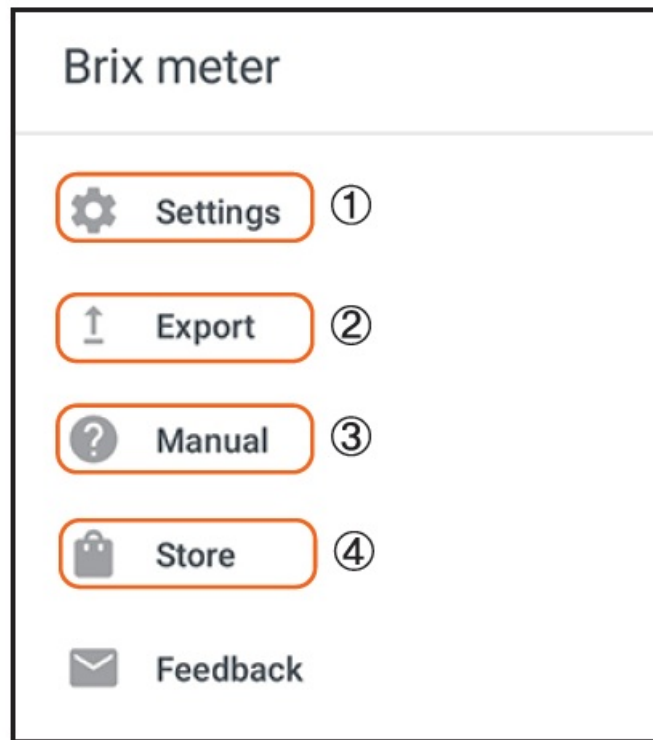 Brix meter
Settings ①
Export ②
Manual ③
Store ④
Feedback